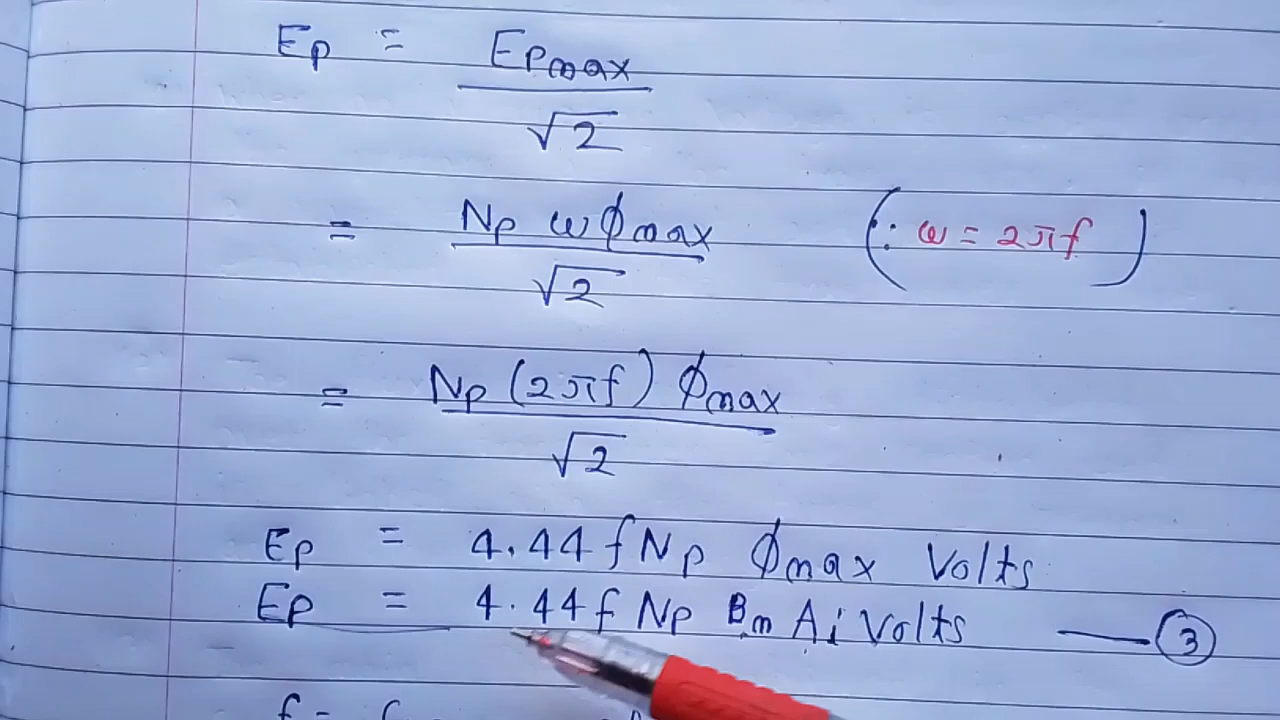 Ep = Epmax
√2
= Np ωϕmax (∵ ω = 2πf)
√2
= Np (2πf) ϕmax
√2
Ep = 4.44 f Np ϕmax Volts
Ep = 4.44 f Np Bm Ai Volts — ③